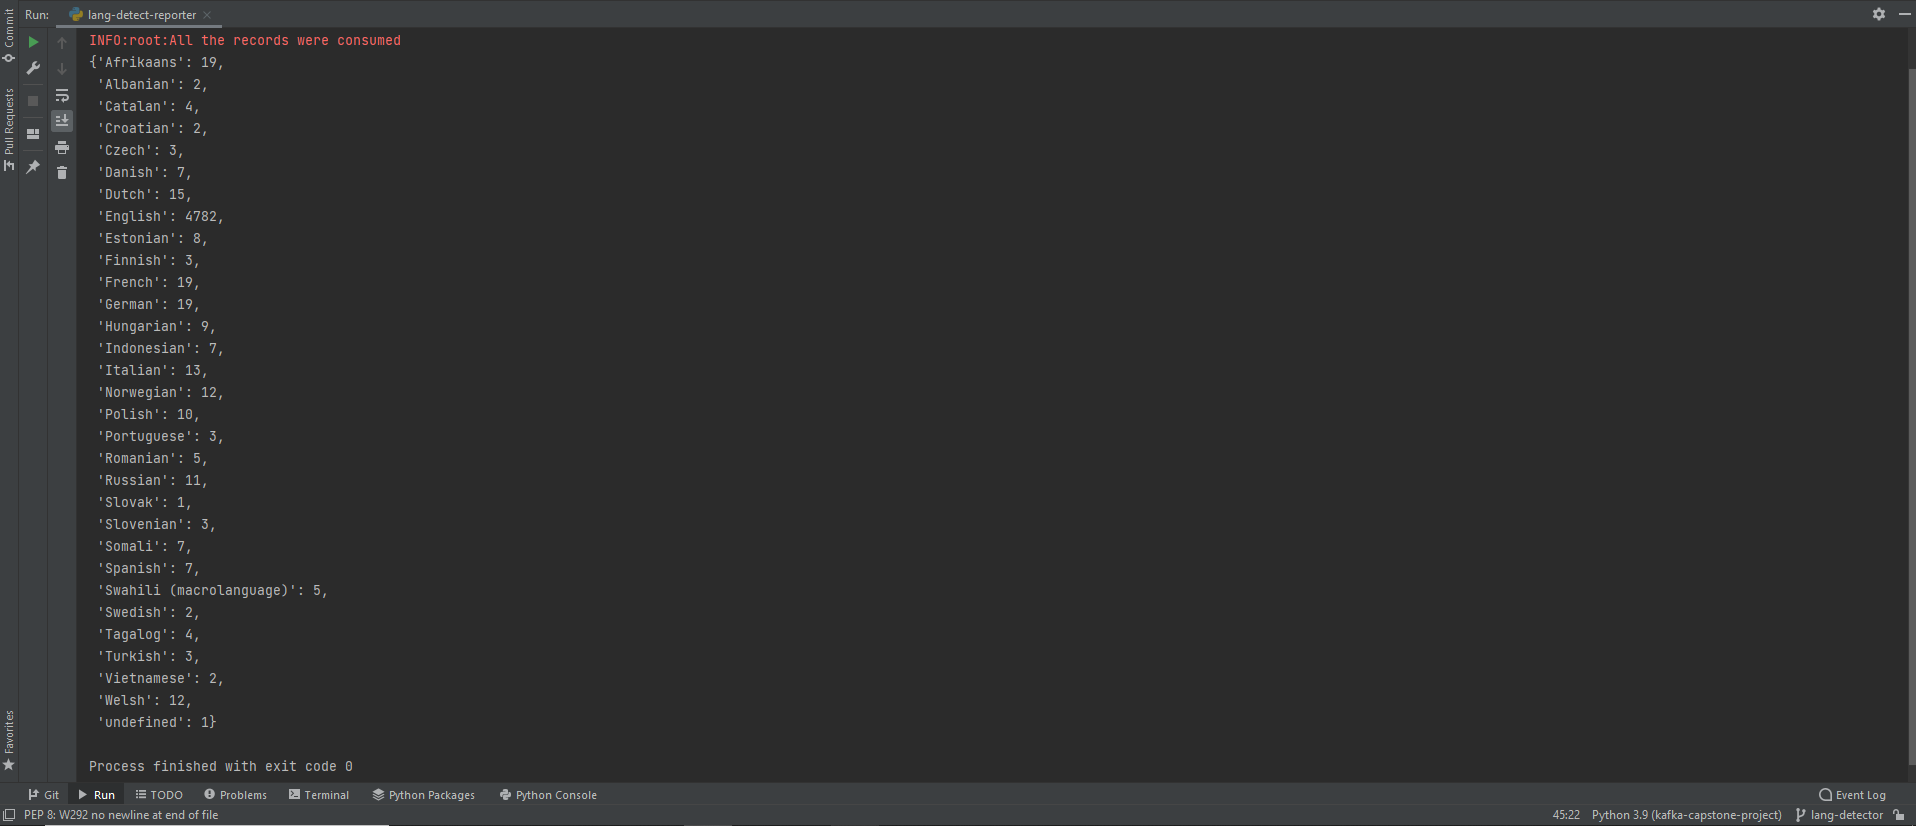 Run: lang-detect-reporter
Commit
Pull Requests
Favorites
INFO:root:All the records were consumed
{'Afrikaans': 19,
'Albanian': 2,
'Catalan': 4,
'Croatian': 2,
'Czech': 3,
'Danish': 7,
'Dutch': 15,
'English': 4782,
'Estonian': 8,
'Finnish': 3,
'French': 19,
'German': 19,
'Hungarian': 9,
'Indonesian': 7,
'Italian': 13,
'Norwegian': 12,
'Polish': 10,
'Portuguese': 3,
'Romanian': 5,
'Russian': 11,
'Slovak': 1,
'Slovenian': 3,
'Somali': 7,
'Spanish': 7,
'Swahili (macrolanguage)': 5,
'Swedish': 2,
'Tagalog': 4,
'Turkish': 3,
'Vietnamese': 2,
'Welsh': 12,
'undefined': 1}
Process finished with exit code 0
Git Run TODO Problems Terminal Python Packages Python Console Event Log
PEP 8: W292 no newline at end of file 45:22 Python 3.9 (kafka-capstone-project) lang-detector